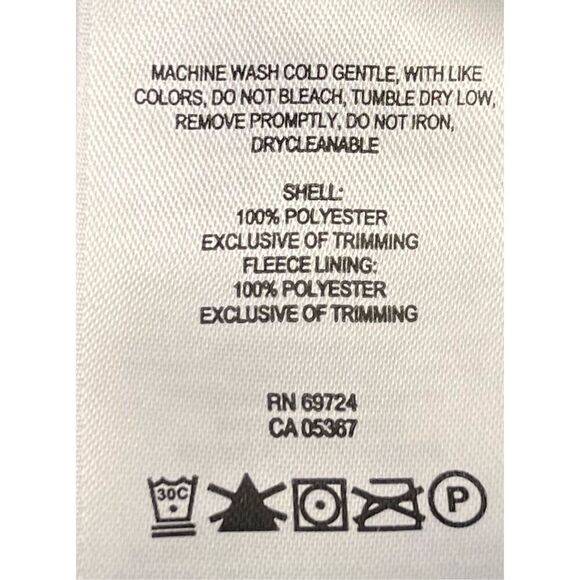 MACHINE WASH COLD GENTLE, WITH LIKE
COLORS, DO NOT BLEACH, TUMBLE DRY LOW,
REMOVE PROMPTLY, DO NOT IRON,
DRYCLEANABLE
SHELL:
100% POLYESTER
EXCLUSIVE OF TRIMMING
FLEECE LINING:
100% POLYESTER
EXCLUSIVE OF TRIMMING
RN 69724
CA 05367
30C
P